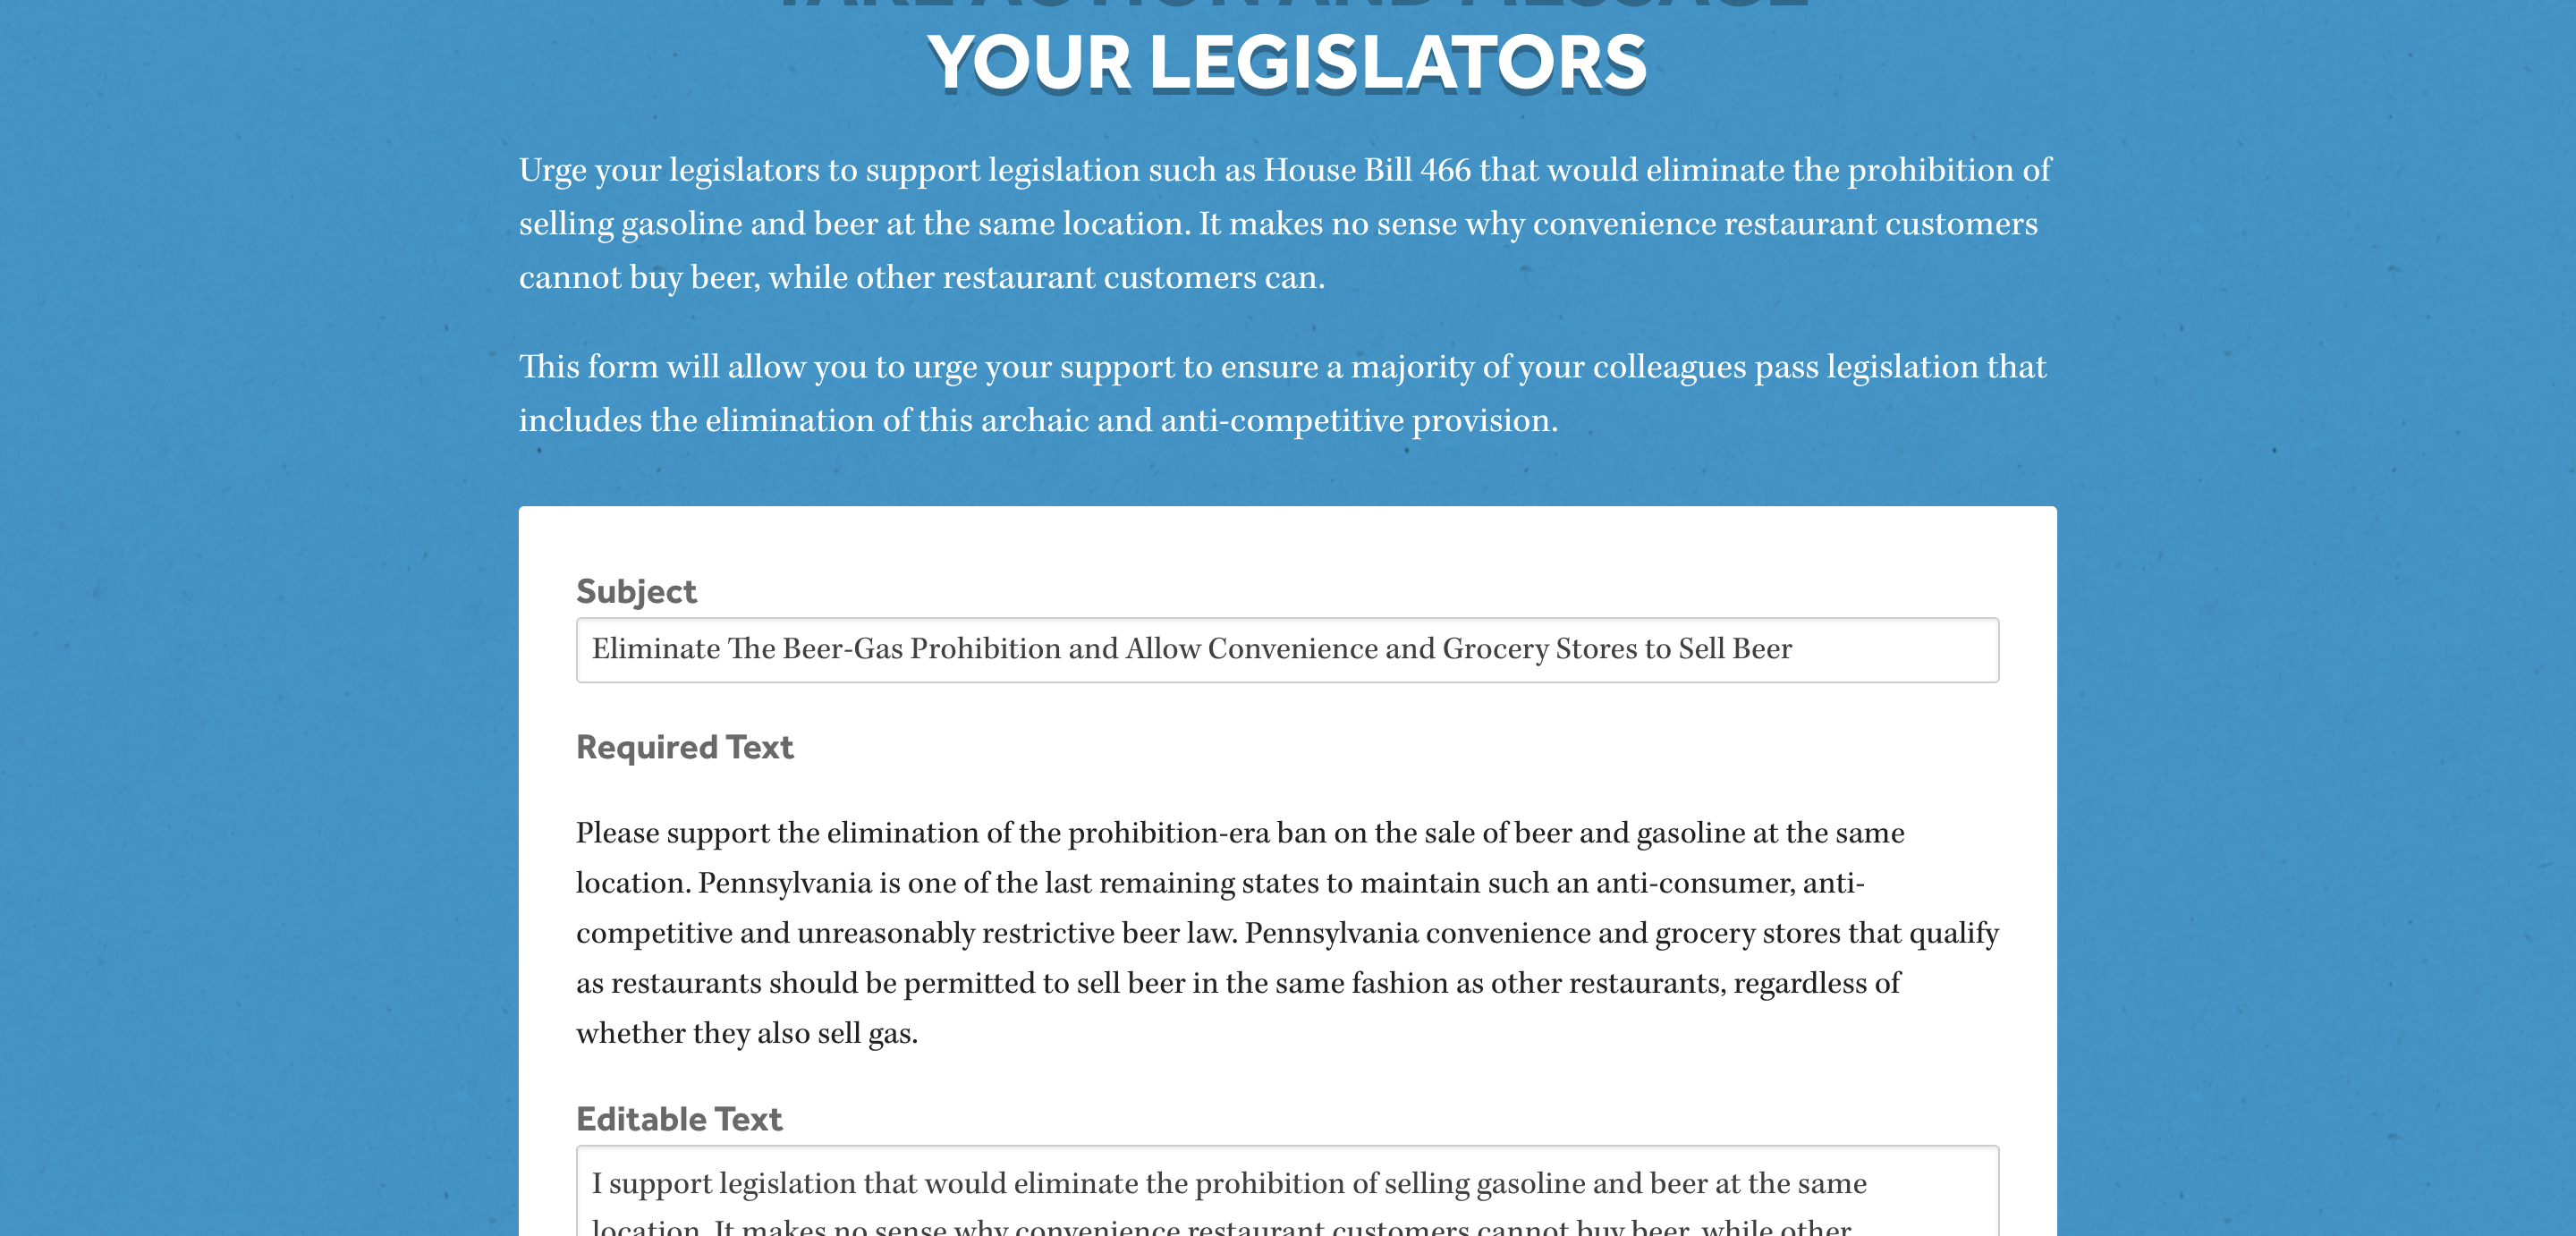 TAKE ACTION AND MESSAGE
YOUR LEGISLATORS
Urge your legislators to support legislation such as House Bill 466 that would eliminate the prohibition of
selling gasoline and beer at the same location. It makes no sense why convenience restaurant customers
cannot buy beer, while other restaurant customers can.
This form will allow you to urge your support to ensure a majority of your colleagues pass legislation that
includes the elimination of this archaic and anti-competitive provision.
Subject
Eliminate The Beer-Gas Prohibition and Allow Convenience and Grocery Stores to Sell Beer
Required Text
Please support the elimination of the prohibition-era ban on the sale of beer and gasoline at the same
location. Pennsylvania is one of the last remaining states to maintain such an anti-consumer, anti-
competitive and unreasonably restrictive beer law. Pennsylvania convenience and grocery stores that qualify
as restaurants should be permitted to sell beer in the same fashion as other restaurants, regardless of
whether they also sell gas.
Editable Text
I support legislation that would eliminate the prohibition of selling gasoline and beer at the same
location. It makes no sense why convenience restaurant customers cannot buy beer, while other